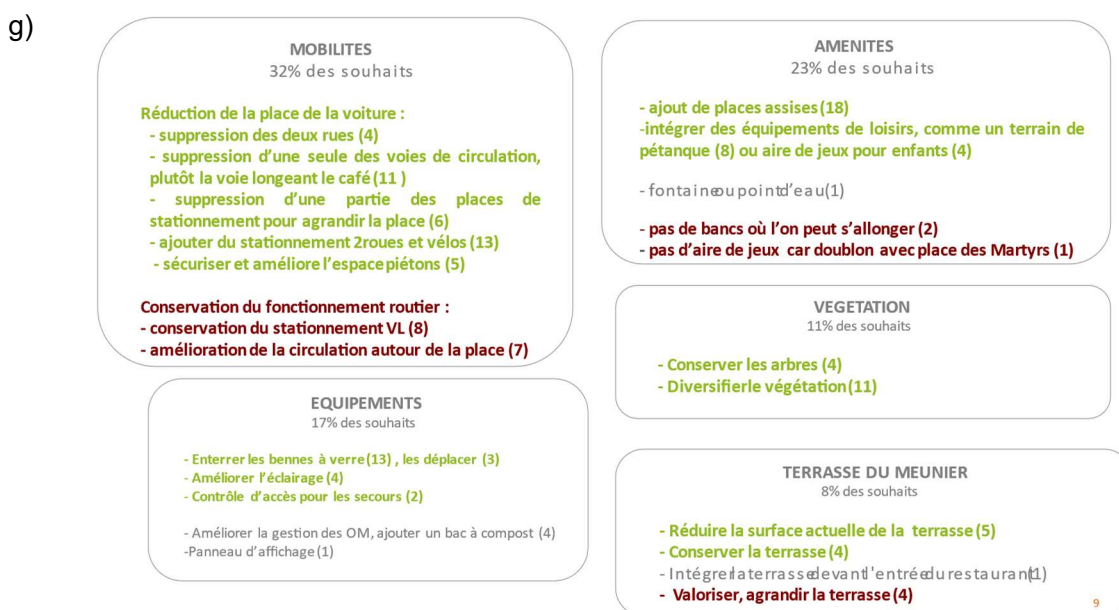 g)
MOBILITES
32% des souhaits
Réduction de la place de la voiture :
- suppression des deux rues (4)
- suppression d'une seule des voies de circulation,
plutôt la voie longeant le café (11 )
- suppression d'une partie des places de
stationnement pour agrandir la place (6)
- ajouter du stationnement 2roues et vélos (13)
- sécuriser et améliore l'espace piétons (5)
Conservation du fonctionnement routier :
- conservation du stationnement VL (8)
- amélioration de la circulation autour de la place (7)
AMENITES
23% des souhaits
- ajout de places assises (18)
-intégrer des équipements de loisirs, comme un terrain de
pétanque (8) ou aire de jeux pour enfants (4)
- fontaine ou point d'eau (1)
- pas de bancs où l'on peut s'allonger (2)
- pas d'aire de jeux car doublon avec place des Martyrs (1)
VEGETATION
11% des souhaits
- Conserver les arbres (4)
- Diversifier le végétation (11)
EQUIPEMENTS
17% des souhaits
- Enterrer les bennes à verre (13) , les déplacer (3)
- Améliorer l'éclairage (4)
- Contrôle d'accès pour les secours (2)
- Améliorer la gestion des OM, ajouter un bac à compost (4)
-Panneau d'affichage (1)
TERRASSE DU MEUNIER
8% des souhaits
- Réduire la surface actuelle de la terrasse (5)
- Conserver la terrasse (4)
- Intégrer la terrasse devant l'entrée du restaurant (1)
- Valoriser, agrandir la terrasse (4)
9